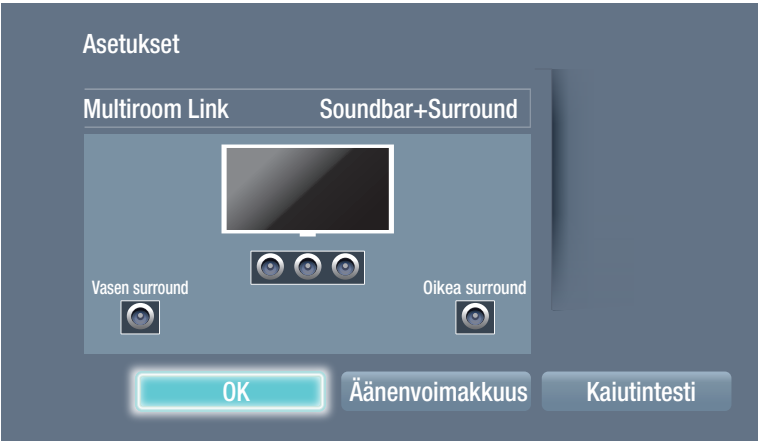 Asetukset
Multiroom Link Soundbar+Surround
Vasen surround Oikea surround
OK Äänenvoimakkuus Kaiutintesti